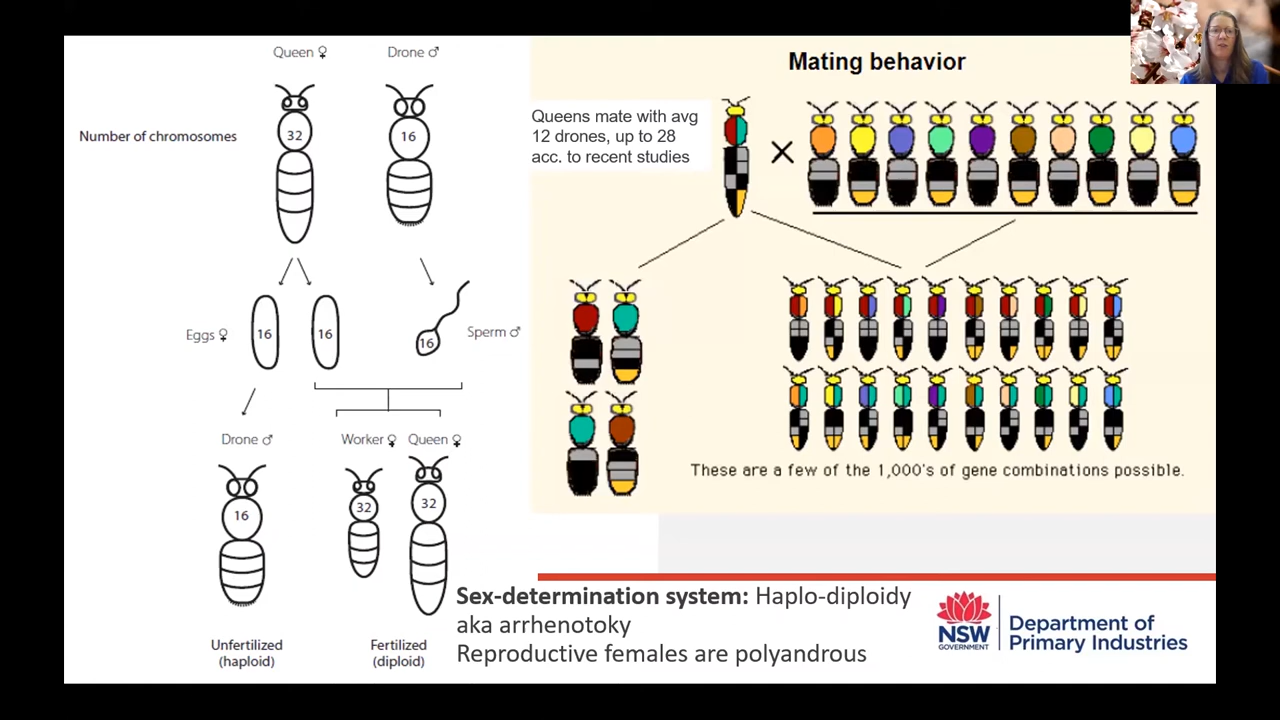 Queen ♀
Drone ♂
Number of chromosomes
32
16
Eggs ♀
16
16
16
Sperm ♂
Drone ♂
Worker ♀
Queen ♀
16
32
32
Unfertilized
(haploid)
Fertilized
(diploid)
Mating behavior
Queens mate with avg
12 drones, up to 28
acc. to recent studies
×
These are a few of the 1,000's of gene combinations possible.
Sex-determination system: Haplo-diploidy
aka arrhenotoky
Reproductive females are polyandrous
NSW
GOVERNMENT
Department of
Primary Industries